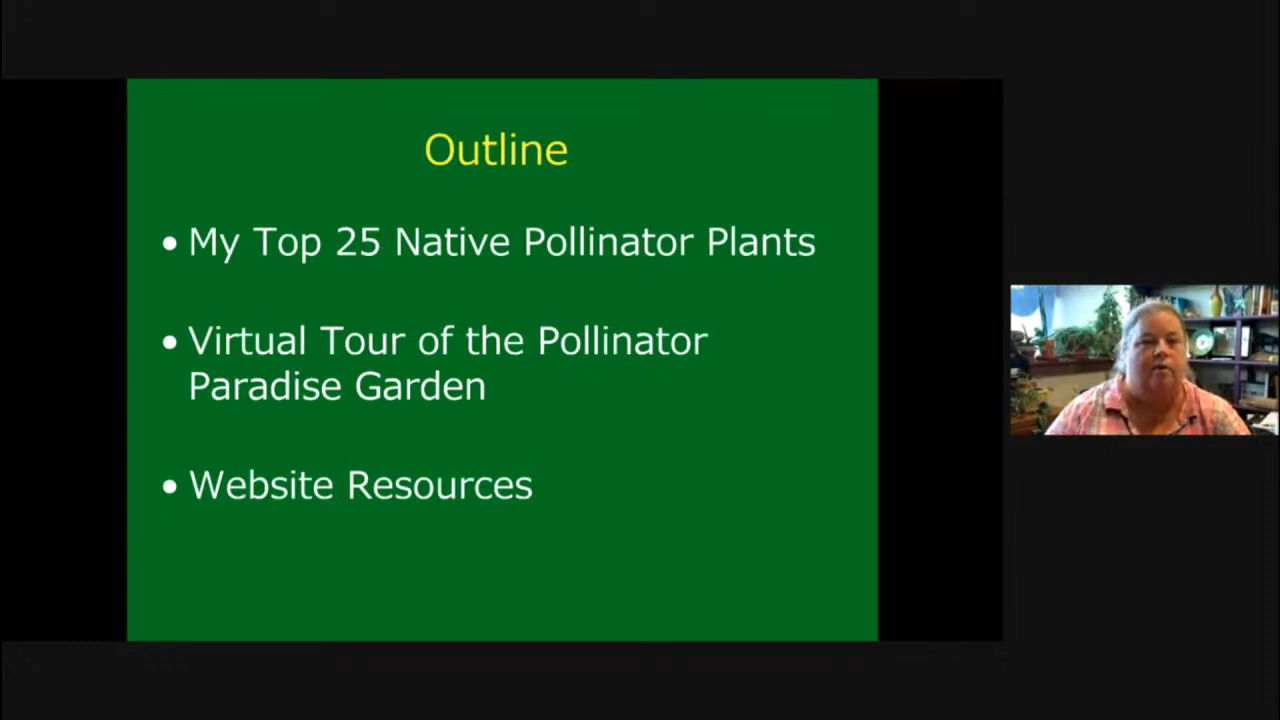 Outline
• My Top 25 Native Pollinator Plants
• Virtual Tour of the Pollinator
Paradise Garden
• Website Resources